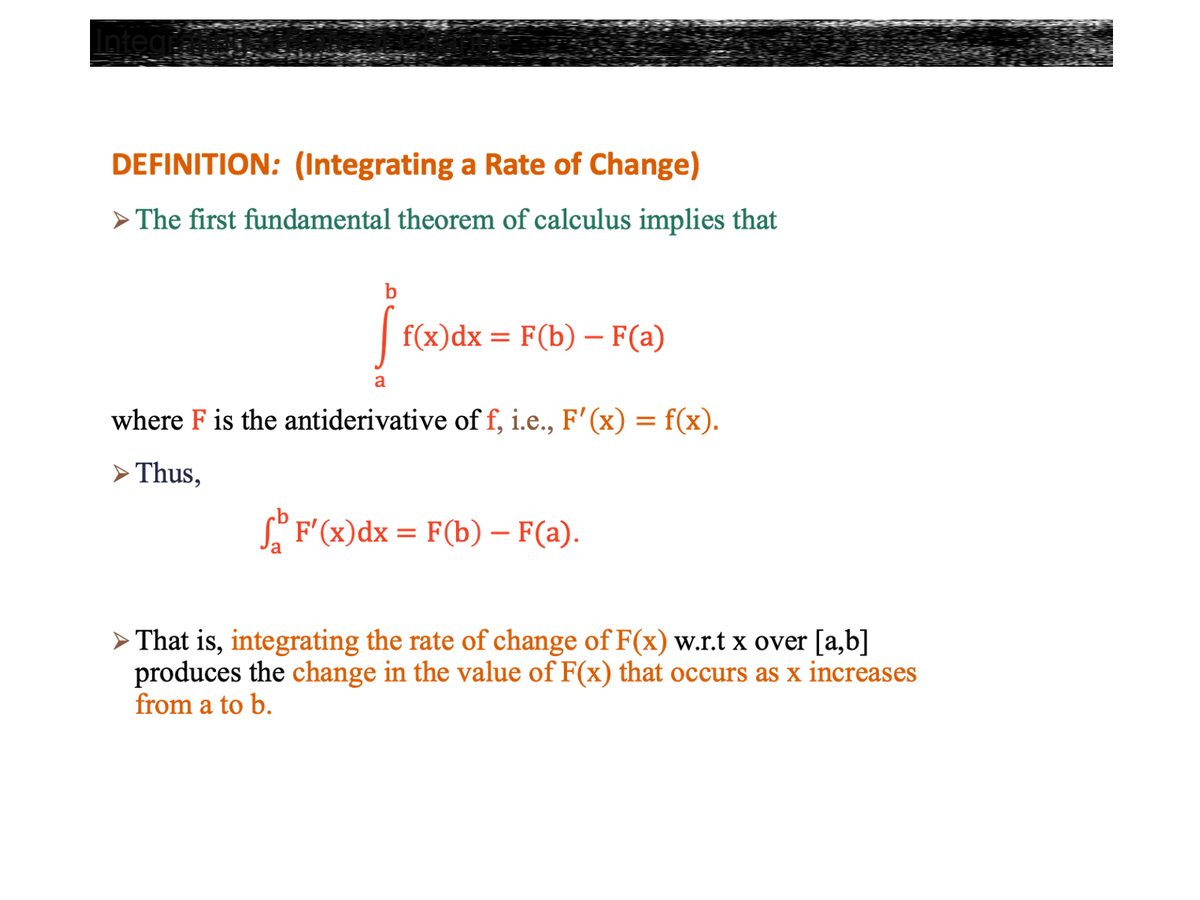 DEFINITION: (Integrating a Rate of Change)
➢ The first fundamental theorem of calculus implies that
∫ₐᵇ f(x)dx = F(b) − F(a)
where F is the antiderivative of f, i.e., F′(x) = f(x).
➢ Thus,
∫ₐᵇ F′(x)dx = F(b) − F(a).
➢ That is, integrating the rate of change of F(x) w.r.t x over [a,b]
produces the change in the value of F(x) that occurs as x increases
from a to b.